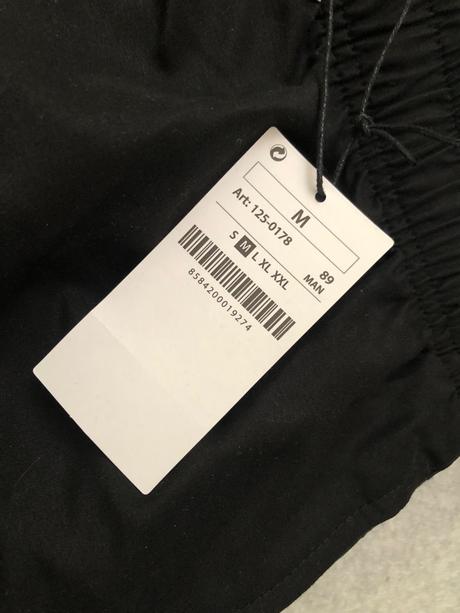 M
Art: 125-0178 89
S M L XL XXL MAN
8584200019274